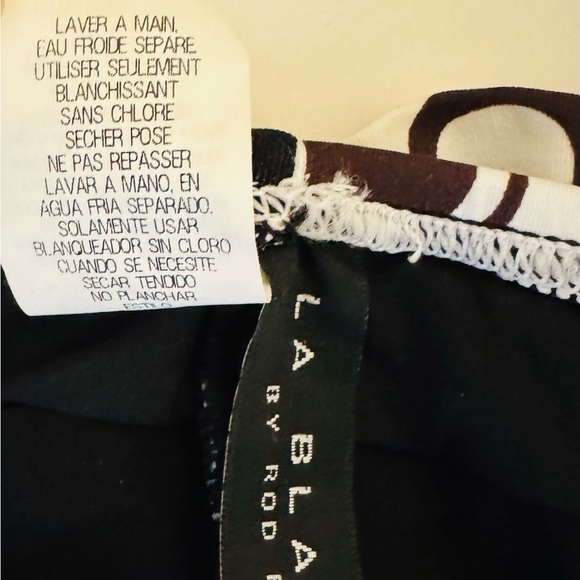 LAVER A MAIN,
EAU FROIDE SEPARE
UTILISER SEULEMENT
BLANCHISSANT
SANS CHLORE
SECHER POSE
NE PAS REPASSER
LAVAR A MANO, EN
AGUA FRIA SEPARADO.
SOLAMENTE USAR
BLANQUEADOR SIN CLORO
CUANDO SE NECESITE
SECAR TENDIDO
NO PLANCHAR
ESTILO
LA BLA
BY ROD